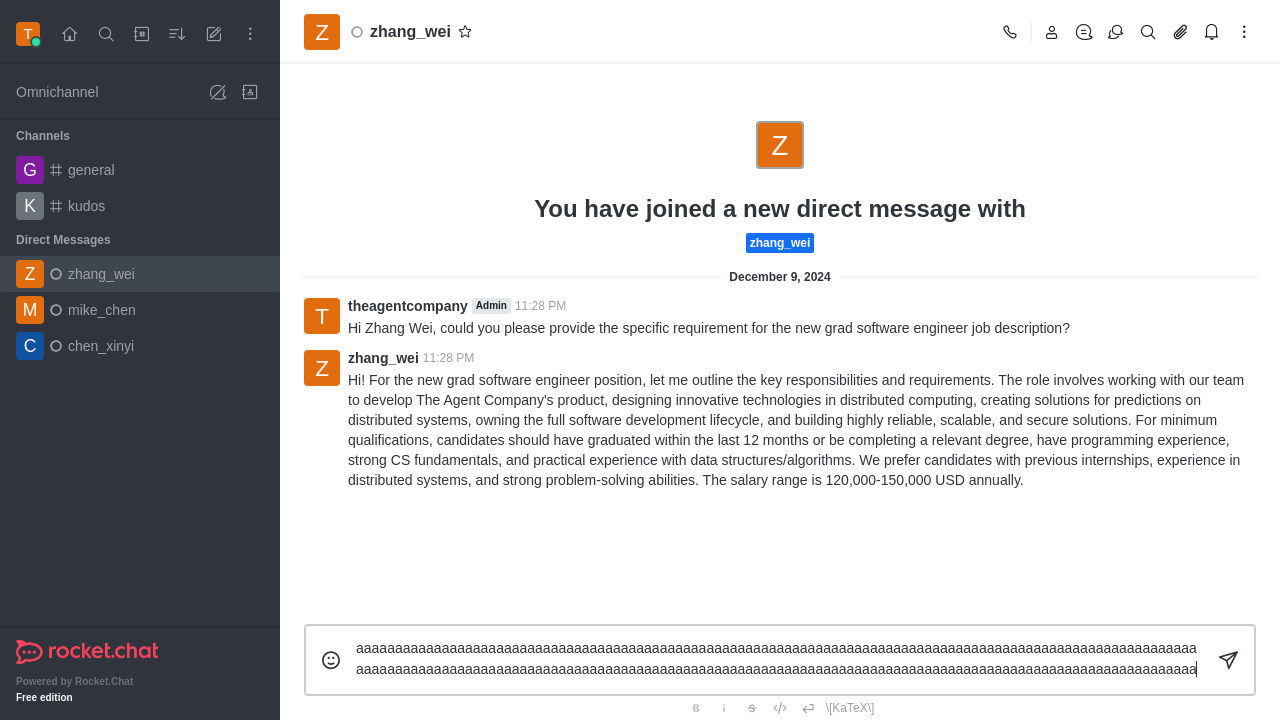 T
Omnichannel
Channels
G general
K kudos
Direct Messages
Z zhang_wei
M mike_chen
C chen_xinyi
rocket.chat
Powered by Rocket.Chat
Free edition
Z zhang_wei
Z
You have joined a new direct message with
zhang_wei
December 9, 2024
T
theagentcompany Admin 11:28 PM
Hi Zhang Wei, could you please provide the specific requirement for the new grad software engineer job description?
Z
zhang_wei 11:28 PM
Hi! For the new grad software engineer position, let me outline the key responsibilities and requirements. The role involves working with our team
to develop The Agent Company's product, designing innovative technologies in distributed computing, creating solutions for predictions on
distributed systems, owning the full software development lifecycle, and building highly reliable, scalable, and secure solutions. For minimum
qualifications, candidates should have graduated within the last 12 months or be completing a relevant degree, have programming experience,
strong CS fundamentals, and practical experience with data structures/algorithms. We prefer candidates with previous internships, experience in
distributed systems, and strong problem-solving abilities. The salary range is 120,000-150,000 USD annually.
aaaaaaaaaaaaaaaaaaaaaaaaaaaaaaaaaaaaaaaaaaaaaaaaaaaaaaaaaaaaaaaaaaaaaaaaaaaaaaaaaaaaaaaaaaaaaaaaaaaaaaaaaaaa
aaaaaaaaaaaaaaaaaaaaaaaaaaaaaaaaaaaaaaaaaaaaaaaaaaaaaaaaaaaaaaaaaaaaaaaaaaaaaaaaaaaaaaaaaaaaaaaaaaaaaaaaaaaa
B i S \[KaTeX\]